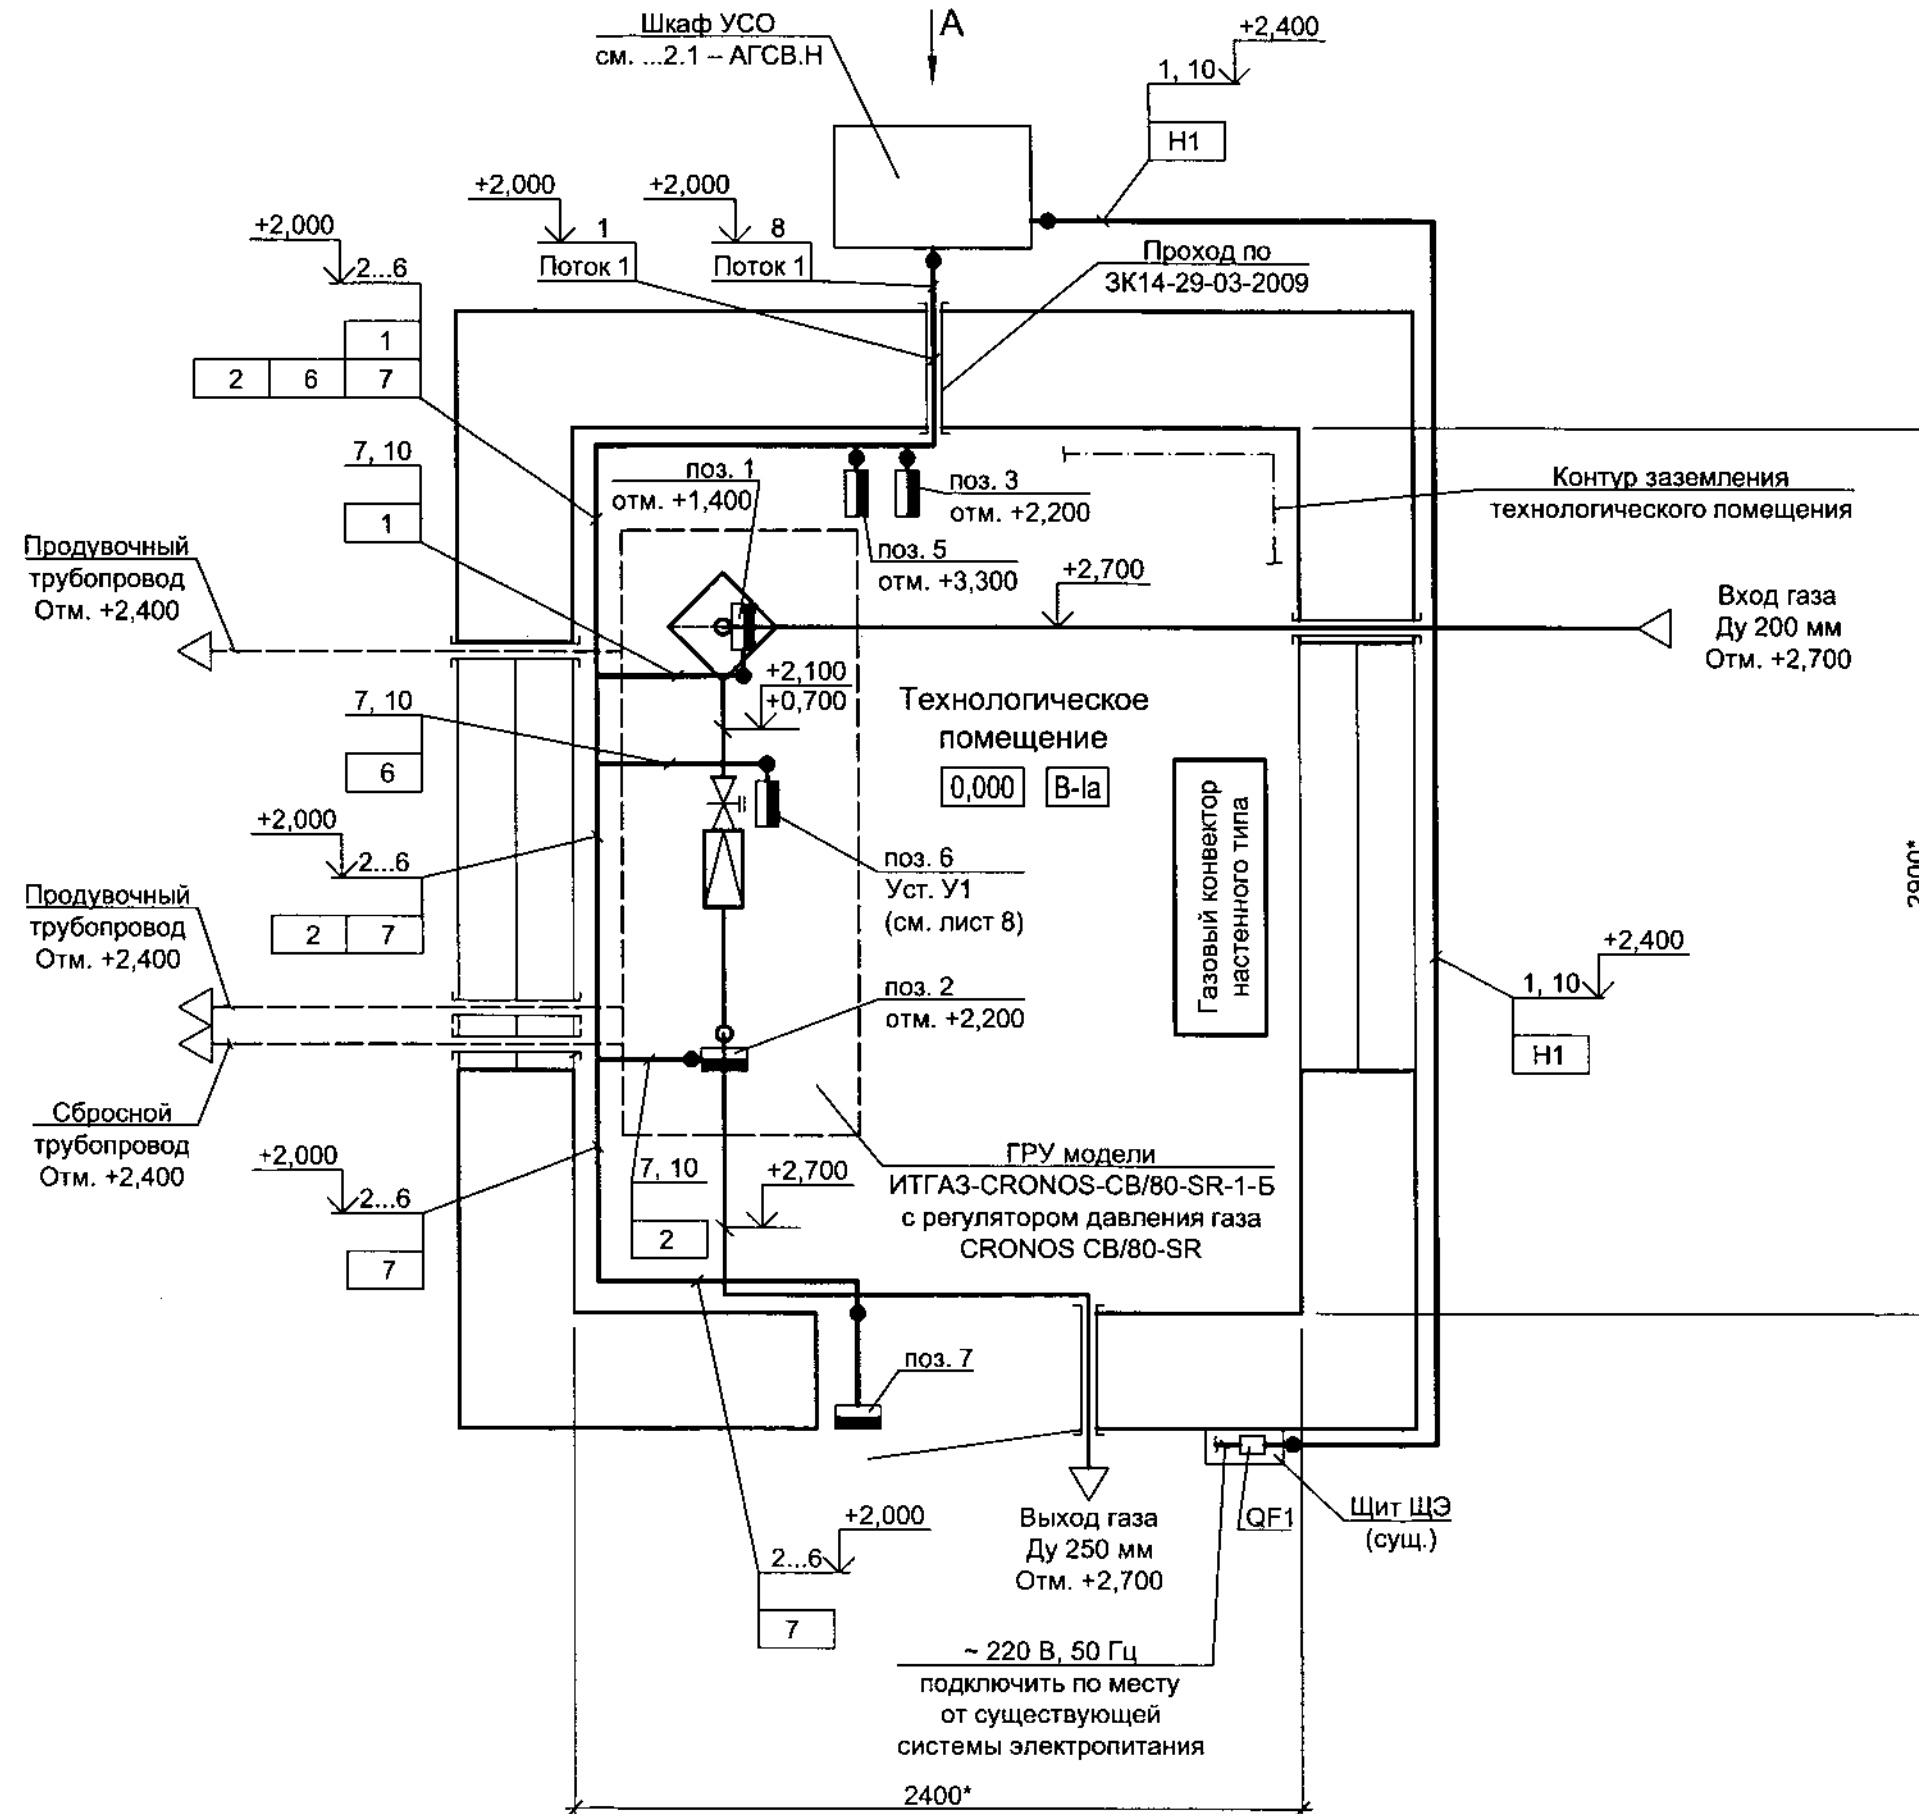 Шкаф УСО
см. ...2.1 – АГСВ.Н
А
+2,400
1, 10
Н1
+2,000
1
Поток 1
+2,000
8
Поток 1
+2,000
2...6
1
2 6 7
Проход по
ЗК14-29-03-2009
7, 10
1
поз. 1
отм. +1,400
поз. 3
отм. +2,200
поз. 5
отм. +3,300
Контур заземления
технологического помещения
Продувочный
трубопровод
Отм. +2,400
+2,700
Вход газа
Ду 200 мм
Отм. +2,700
+2,100
+0,700
Технологическое
помещение
0,000 В-Iа
7, 10
6
+2,000
2...6
2 7
поз. 6
Уст. У1
(см. лист 8)
Газовый конвектор
настенного типа
Продувочный
трубопровод
Отм. +2,400
поз. 2
отм. +2,200
+2,400
1, 10
Н1
Сбросной
трубопровод
Отм. +2,400
+2,000
2...6
7
7, 10
2
+2,700
ГРУ модели
ИТГАЗ-CRONOS-CB/80-SR-1-Б
с регулятором давления газа
CRONOS CB/80-SR
поз. 7
+2,000
2...6
7
Выход газа
Ду 250 мм
Отм. +2,700
QF1
Щит ЩЭ
(сущ.)
~ 220 В, 50 Гц
подключить по месту
от существующей
системы электропитания
2400*